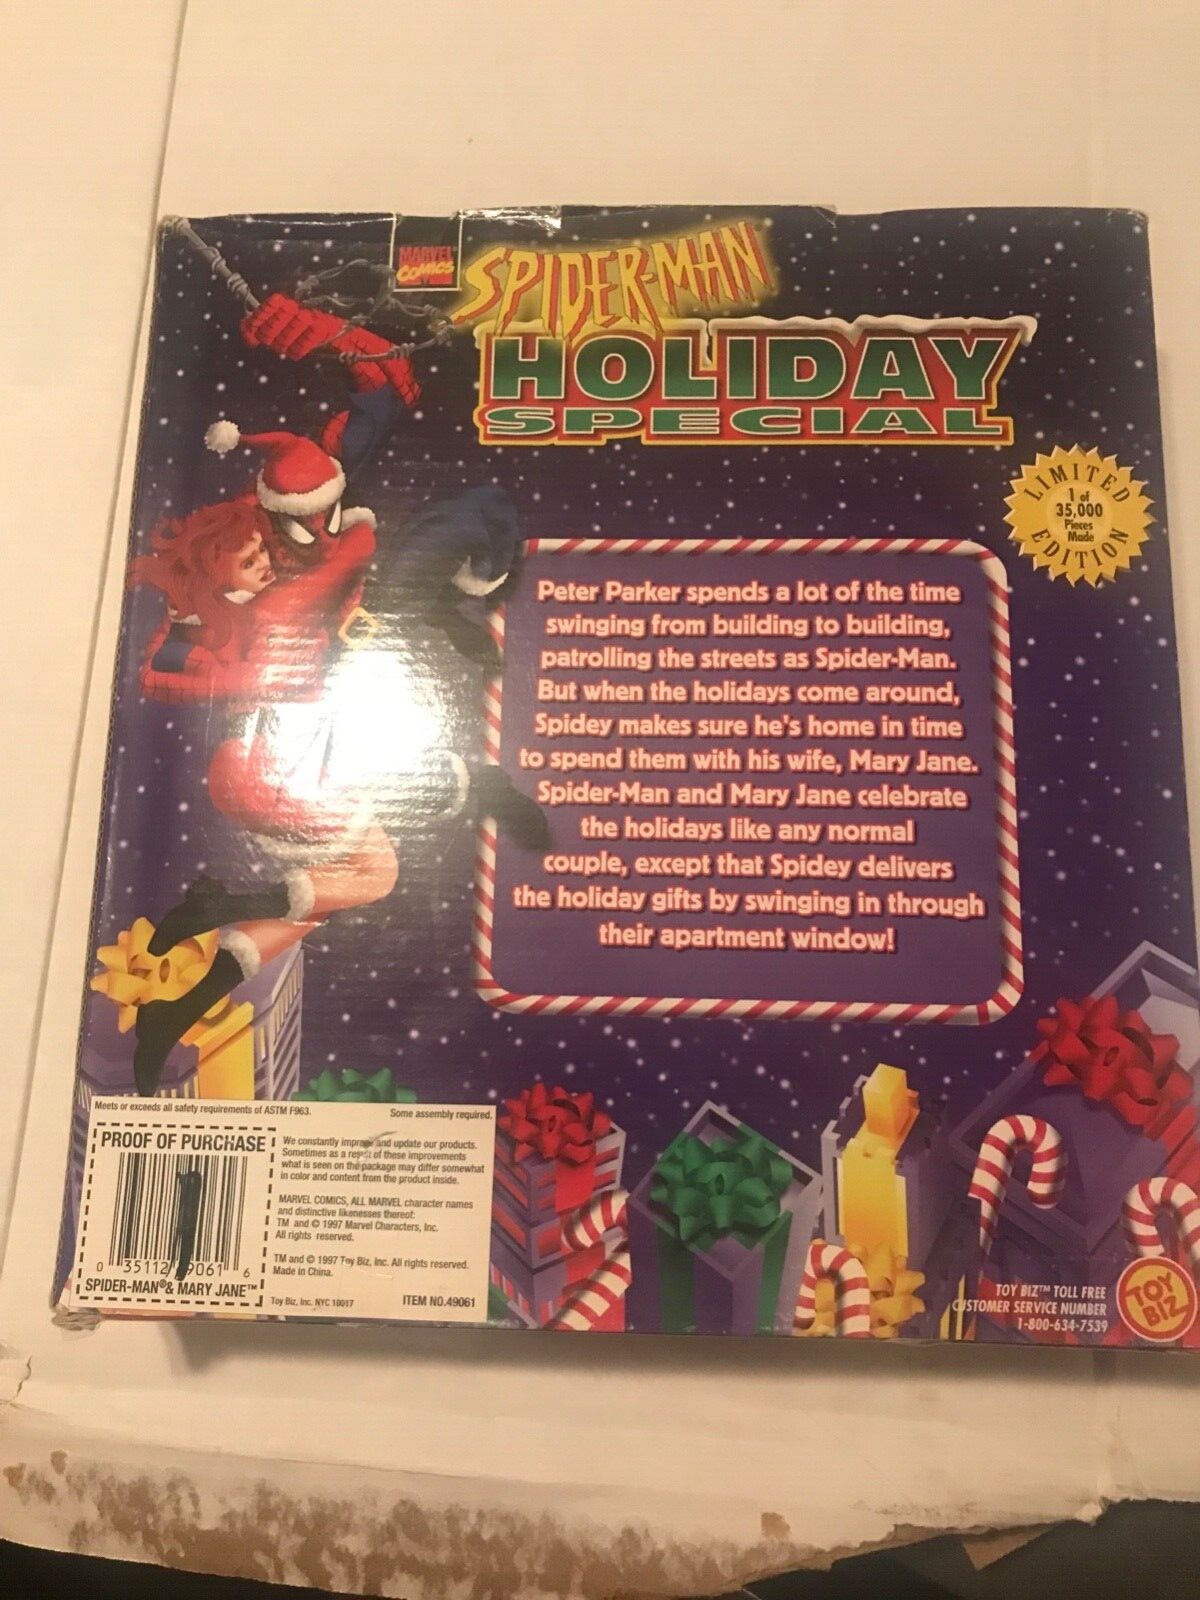 MARVEL
COMICS
SPIDER-MAN
HOLIDAY
SPECIAL
LIMITED
1 of
35,000
Pieces
Made
EDITION
Peter Parker spends a lot of the time
swinging from building to building,
patrolling the streets as Spider-Man.
But when the holidays come around,
Spidey makes sure he's home in time
to spend them with his wife, Mary Jane.
Spider-Man and Mary Jane celebrate
the holidays like any normal
couple, except that Spidey delivers
the holiday gifts by swinging in through
their apartment window!
Meets or exceeds all safety requirements of ASTM F963.
Some assembly required.
PROOF OF PURCHASE
0 35112 49061 6
SPIDER-MAN® & MARY JANE™
We constantly improve and update our products.
Sometimes as a result of these improvements
what is seen on the package may differ somewhat
in color and content from the product inside.
MARVEL COMICS, ALL MARVEL character names
and distinctive likenesses thereof:
TM and © 1997 Marvel Characters, Inc.
All rights reserved.
TM and © 1997 Toy Biz, Inc. All rights reserved.
Made in China.
Toy Biz, Inc. NYC 10017
ITEM NO.49061
TOY BIZ™ TOLL FREE
CUSTOMER SERVICE NUMBER
1-800-634-7539
TOY
BIZ